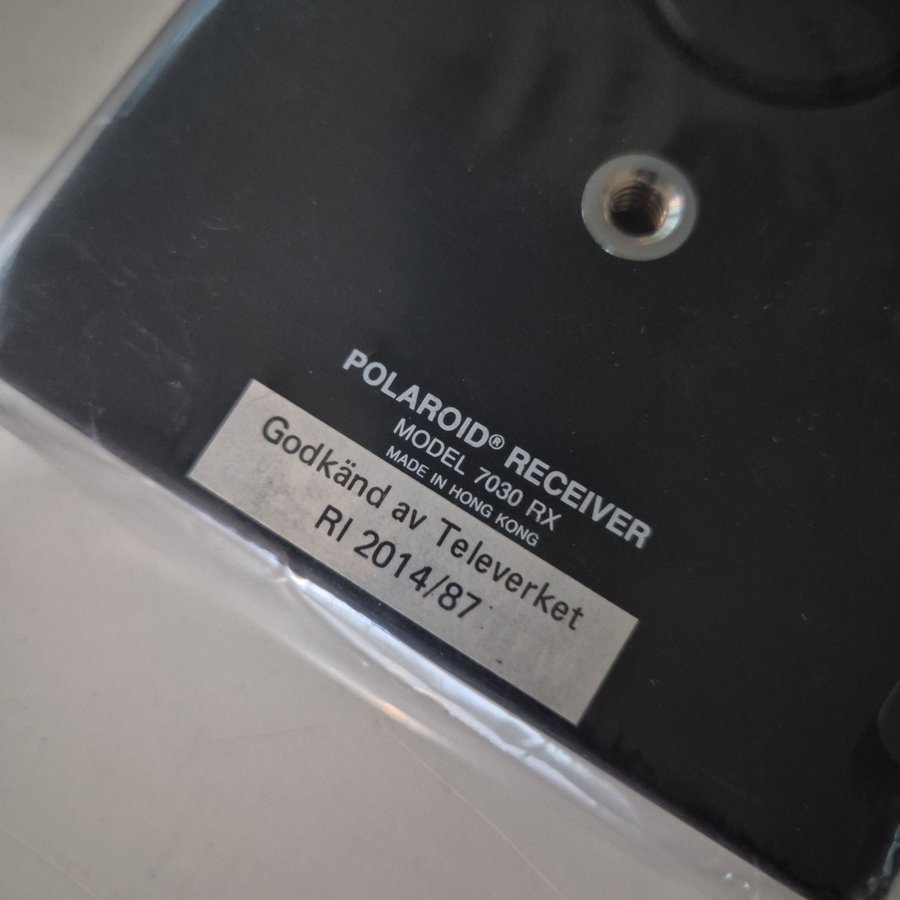 POLAROID® RECEIVER
MODEL 7030 RX
MADE IN HONG KONG
Godkänd av Televerket
RI 2014/87